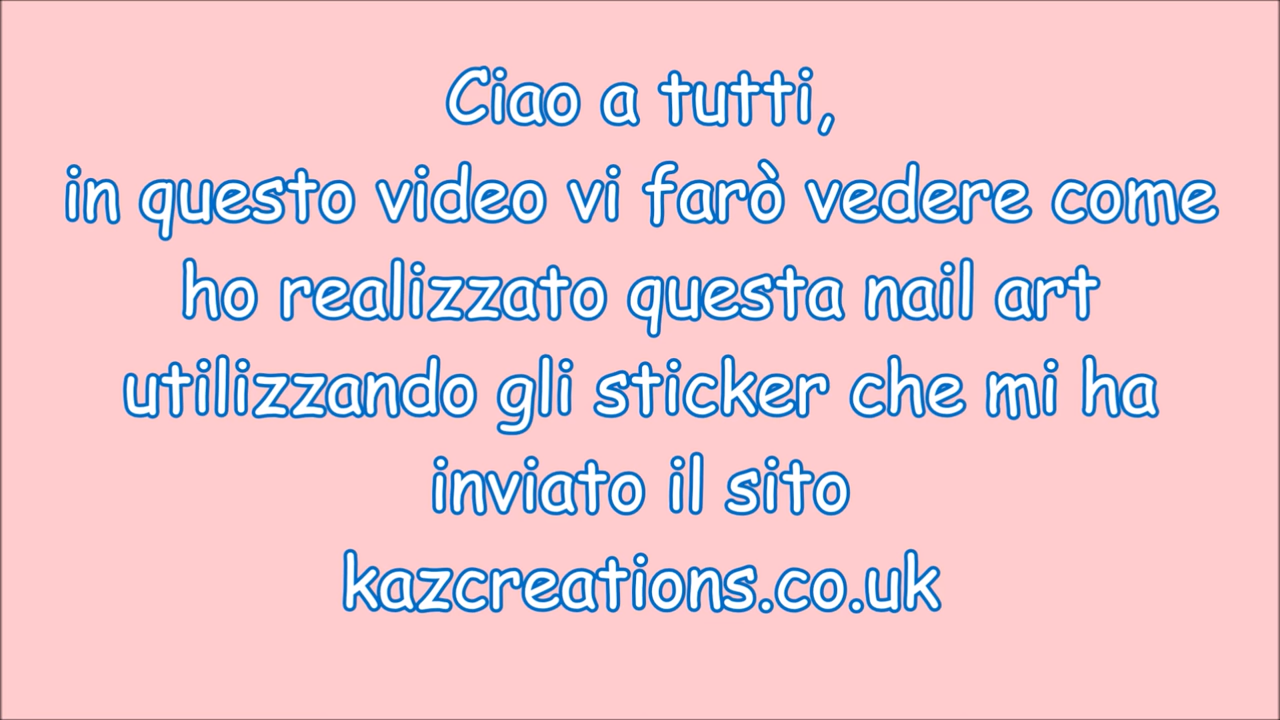 Ciao a tutti,
in questo video vi farò vedere come
ho realizzato questa nail art
utilizzando gli sticker che mi ha
inviato il sito
kazcreations.co.uk